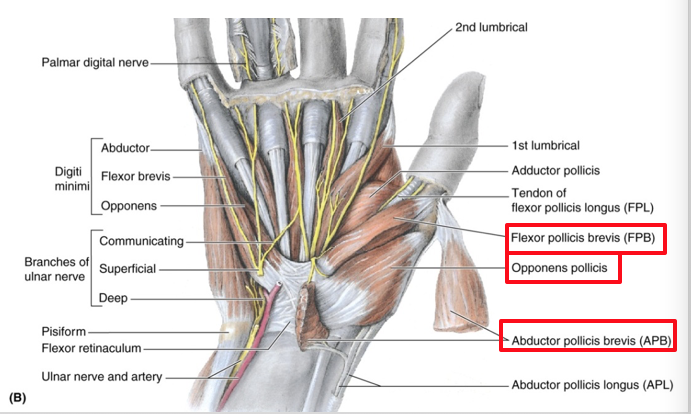 2nd lumbrical
Palmar digital nerve
Abductor
Digiti
minimi
Flexor brevis
Opponens
1st lumbrical
Adductor pollicis
Tendon of
flexor pollicis longus (FPL)
Flexor pollicis brevis (FPB)
Opponens pollicis
Communicating
Branches of
ulnar nerve
Superficial
Deep
Pisiform
Flexor retinaculum
Abductor pollicis brevis (APB)
Ulnar nerve and artery
Abductor pollicis longus (APL)
(B)